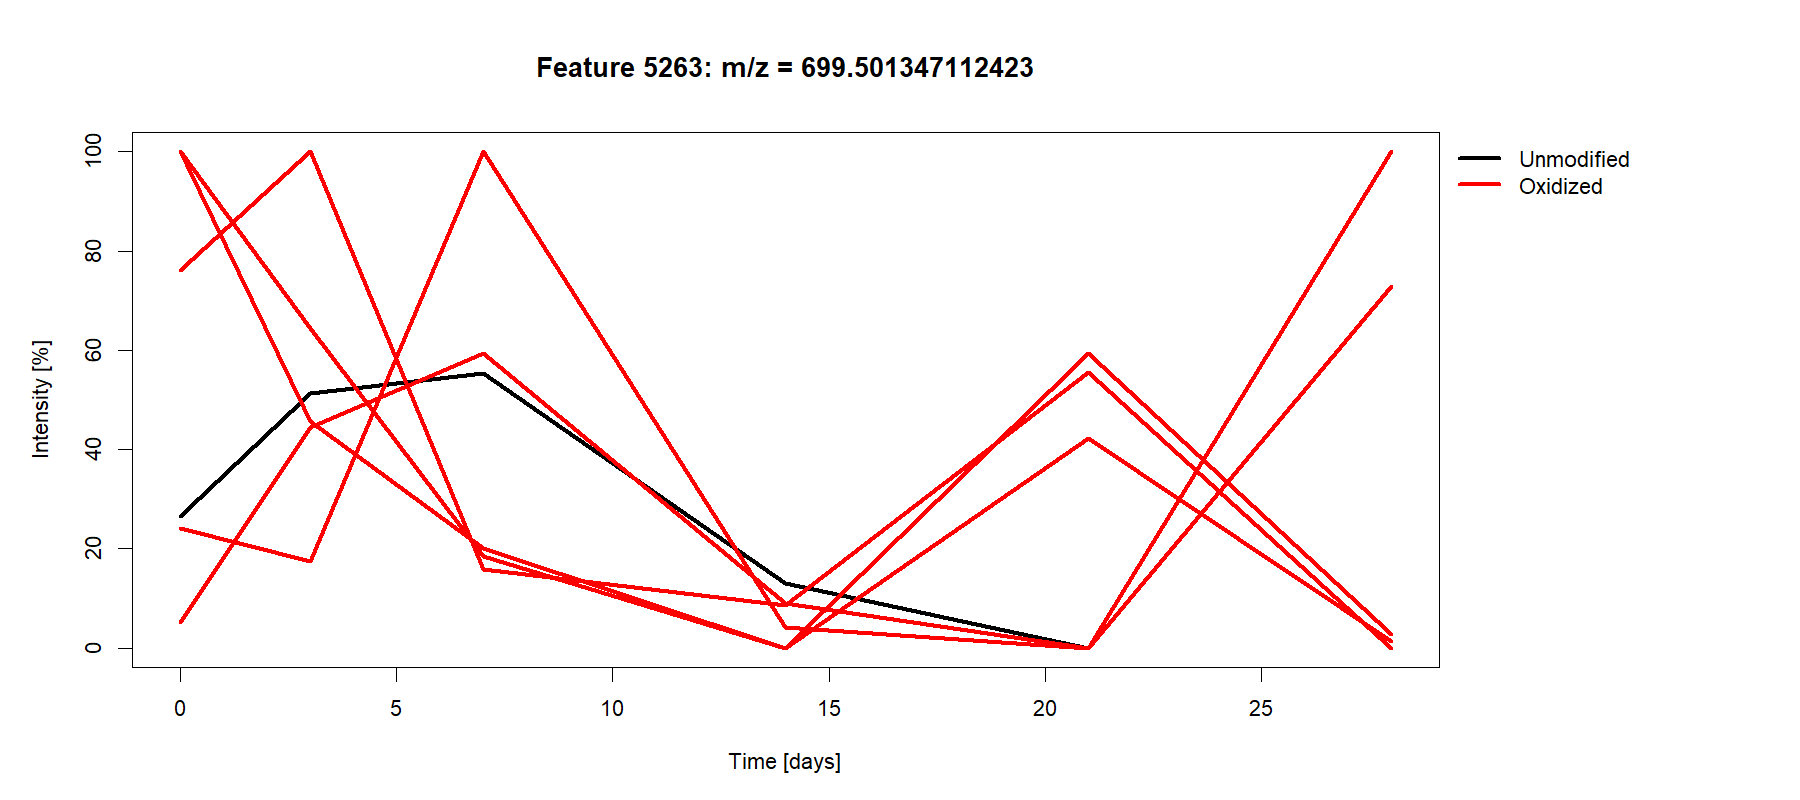 Feature 5263: m/z = 699.501347112423
Unmodified
Oxidized
Intensity [%]
100
80
60
40
20
0
0 5 10 15 20 25
Time [days]